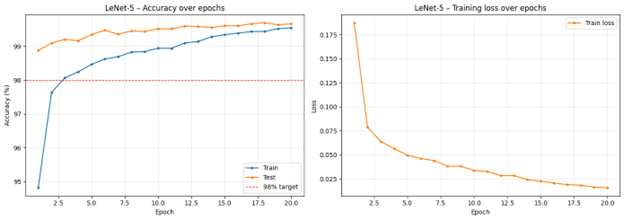 LeNet-5 – Accuracy over epochs
Accuracy (%)
99
98
97
96
95
2.5 5.0 7.5 10.0 12.5 15.0 17.5 20.0
Epoch
Train
Test
98% target
LeNet-5 – Training loss over epochs
Loss
0.175
0.150
0.125
0.100
0.075
0.050
0.025
2.5 5.0 7.5 10.0 12.5 15.0 17.5 20.0
Epoch
Train loss